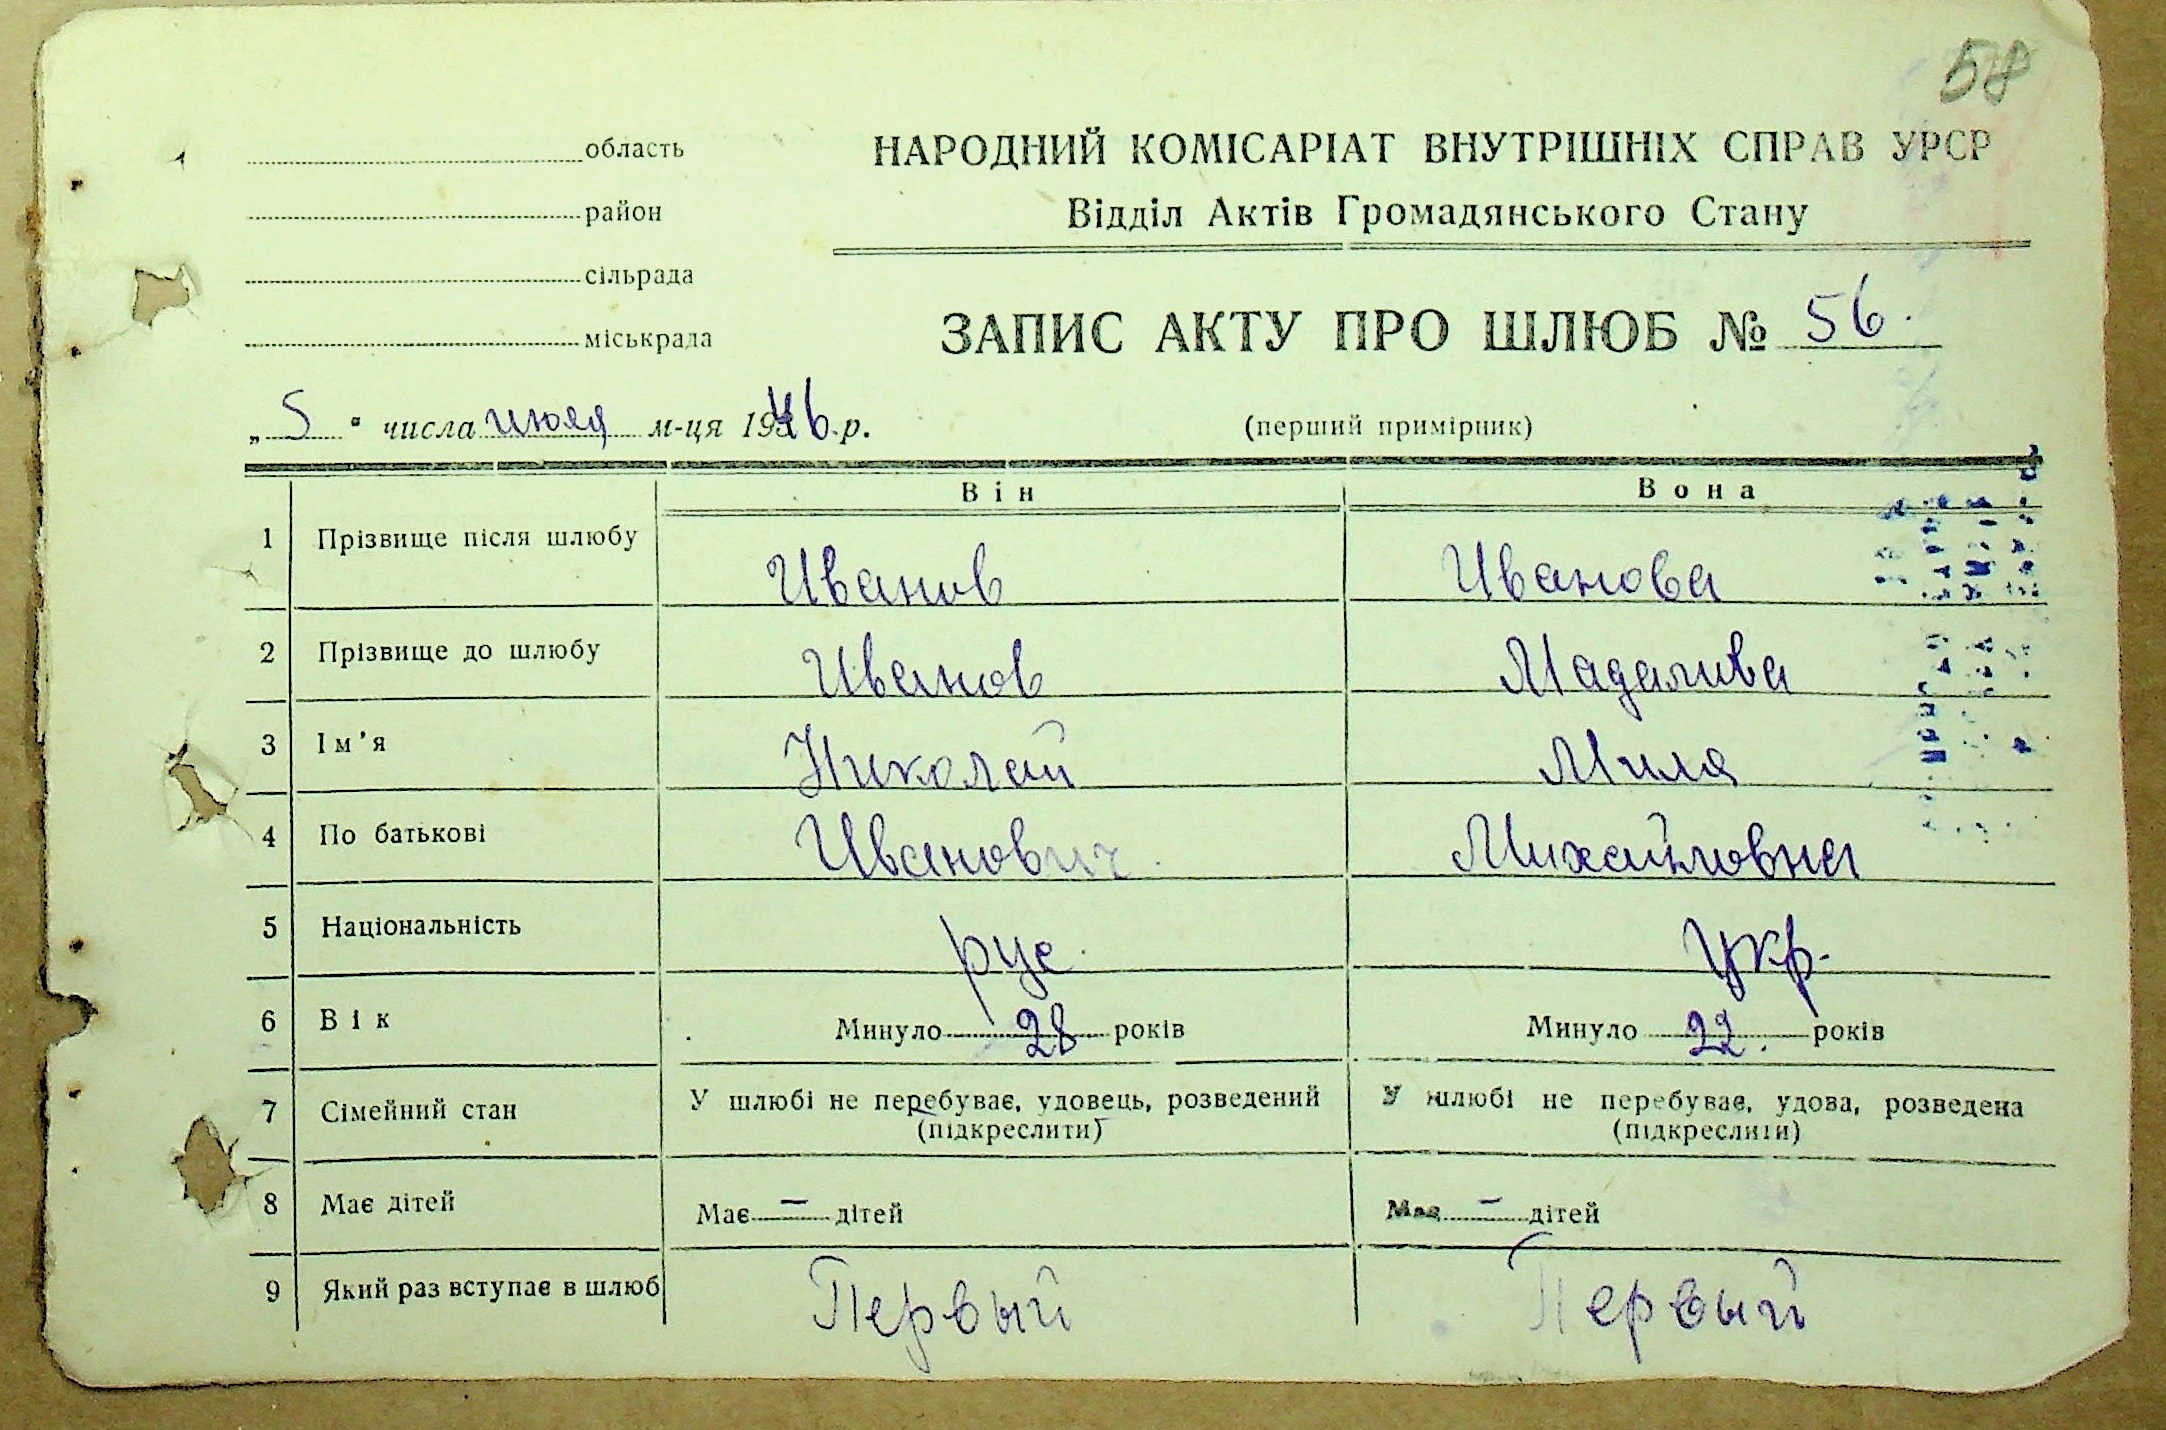 58
область
НАРОДНИЙ КОМІСАРІАТ ВНУТРІШНІХ СПРАВ УРСР
район
Відділ Актів Громадянського Стану
сільрада
міськрада
ЗАПИС АКТУ ПРО ШЛЮБ № 56.
„5“ числа июля м-ця 1946 р.
(перший примірник)
Він Вона
1 Прізвище після шлюбу Иванов Иванова
2 Прізвище до шлюбу Иванов
3 Ім'я Николай Мила
4 По батькові Иванович. Михайловна
5 Національність рус. Укр.
6 Вік Минуло 28 років Минуло 22. років
7 Сімейний стан У шлюбі не перебуває, удовець, розведений У шлюбі не перебуває, удова, розведена
(підкреслити) (підкреслити)
8 Має дітей Має — дітей Має — дітей
9 Який раз вступає в шлюб Первый Первый